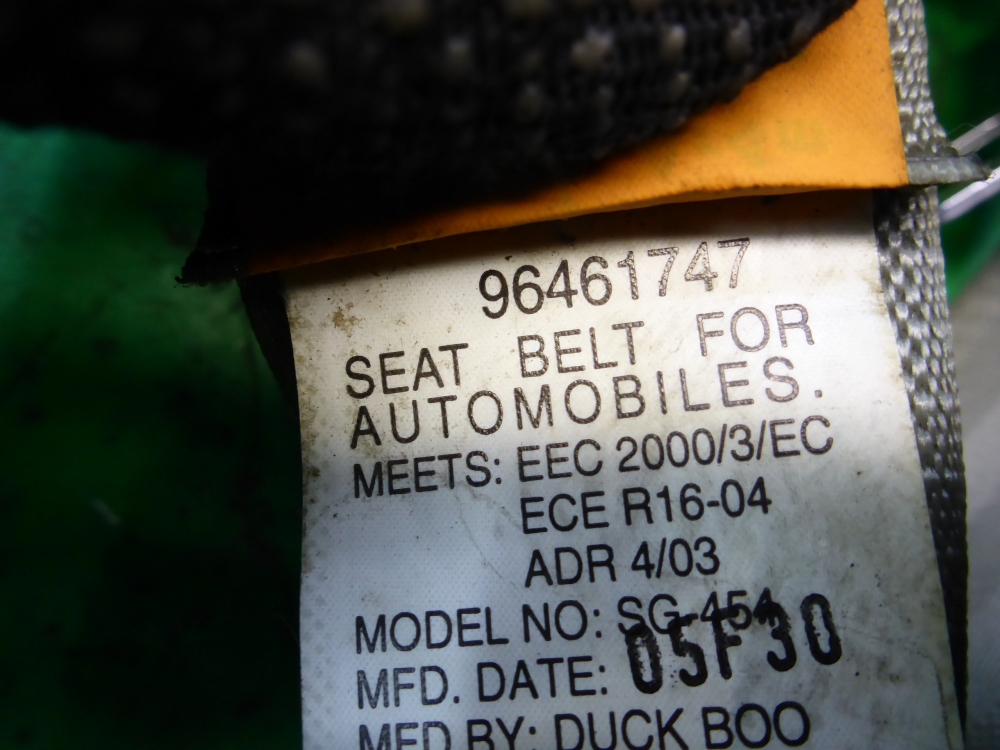 96461747
SEAT BELT FOR
AUTOMOBILES.
MEETS: EEC 2000/3/EC
ECE R16-04
ADR 4/03
MODEL NO: SG-454
MFD. DATE: 05F30
MFD BY: DUCK BOO